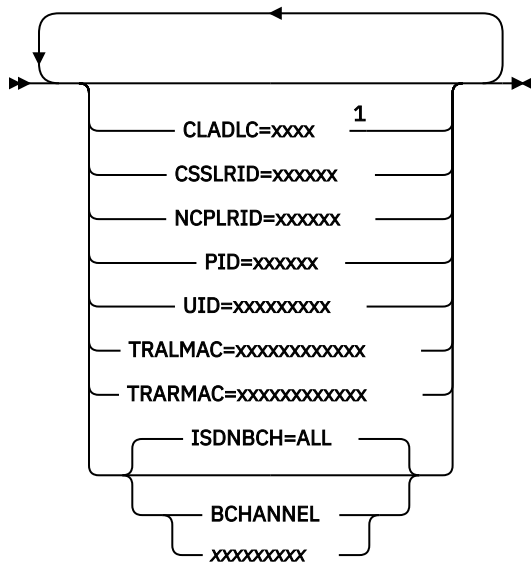 CLADLC=xxxx 1
CSSLRID=xxxxxx
NCPLRID=xxxxxx
PID=xxxxxx
UID=xxxxxxxxx
TRALMAC=xxxxxxxxxxxx
TRARMAC=xxxxxxxxxxxx
ISDNBCH=ALL
BCHANNEL
xxxxxxxxx